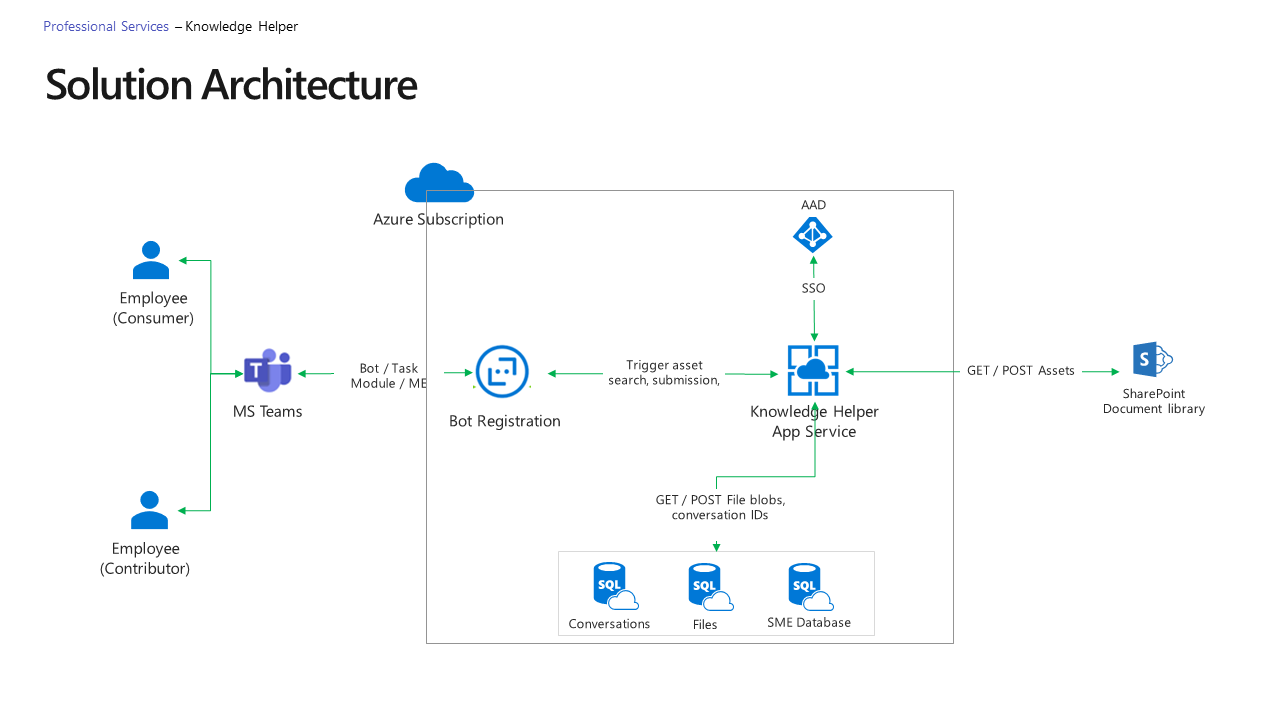 Professional Services – Knowledge Helper
Solution Architecture
Azure Subscription
AAD
SSO
Employee
(Consumer)
MS Teams
Bot / Task
Module / ME
Bot Registration
Trigger asset
search, submission,
Knowledge Helper
App Service
GET / POST Assets
S
SharePoint
Document library
T
GET / POST File blobs,
conversation IDs
Employee
(Contributor)
SQL
SQL
SQL
Conversations
Files
SME Database